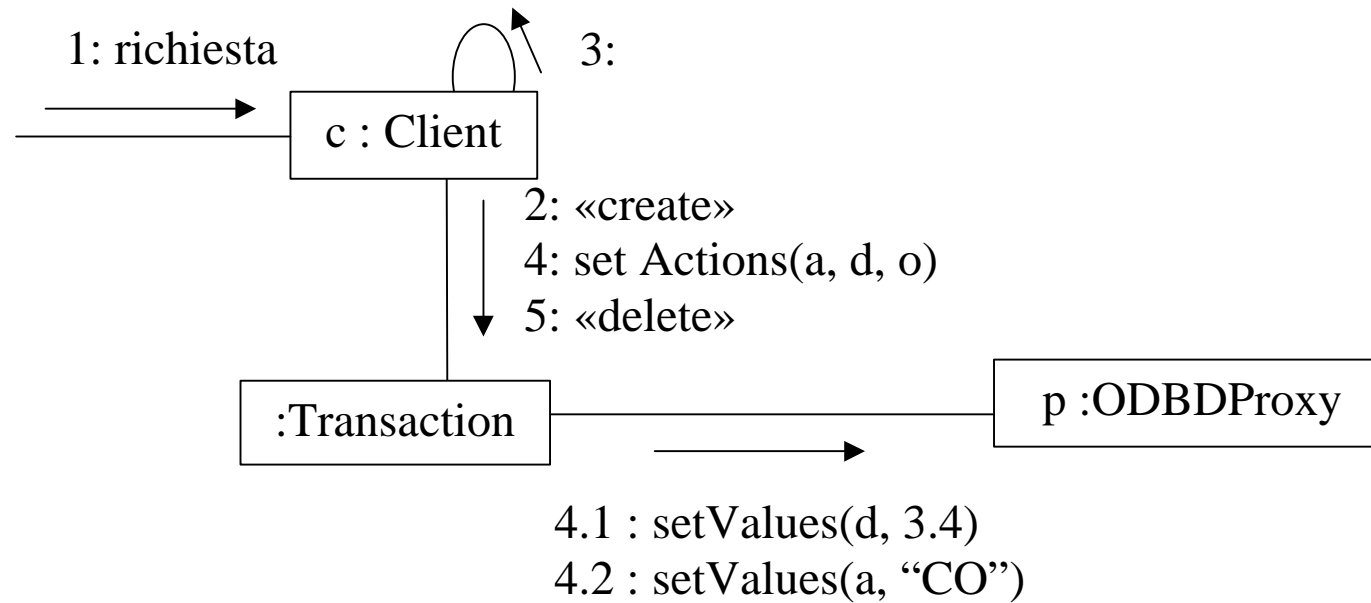 1: richiesta
3:
c : Client
2: «create»
4: set Actions(a, d, o)
5: «delete»
:Transaction
p :ODBDProxy
4.1 : setValues(d, 3.4)
4.2 : setValues(a, “CO”)